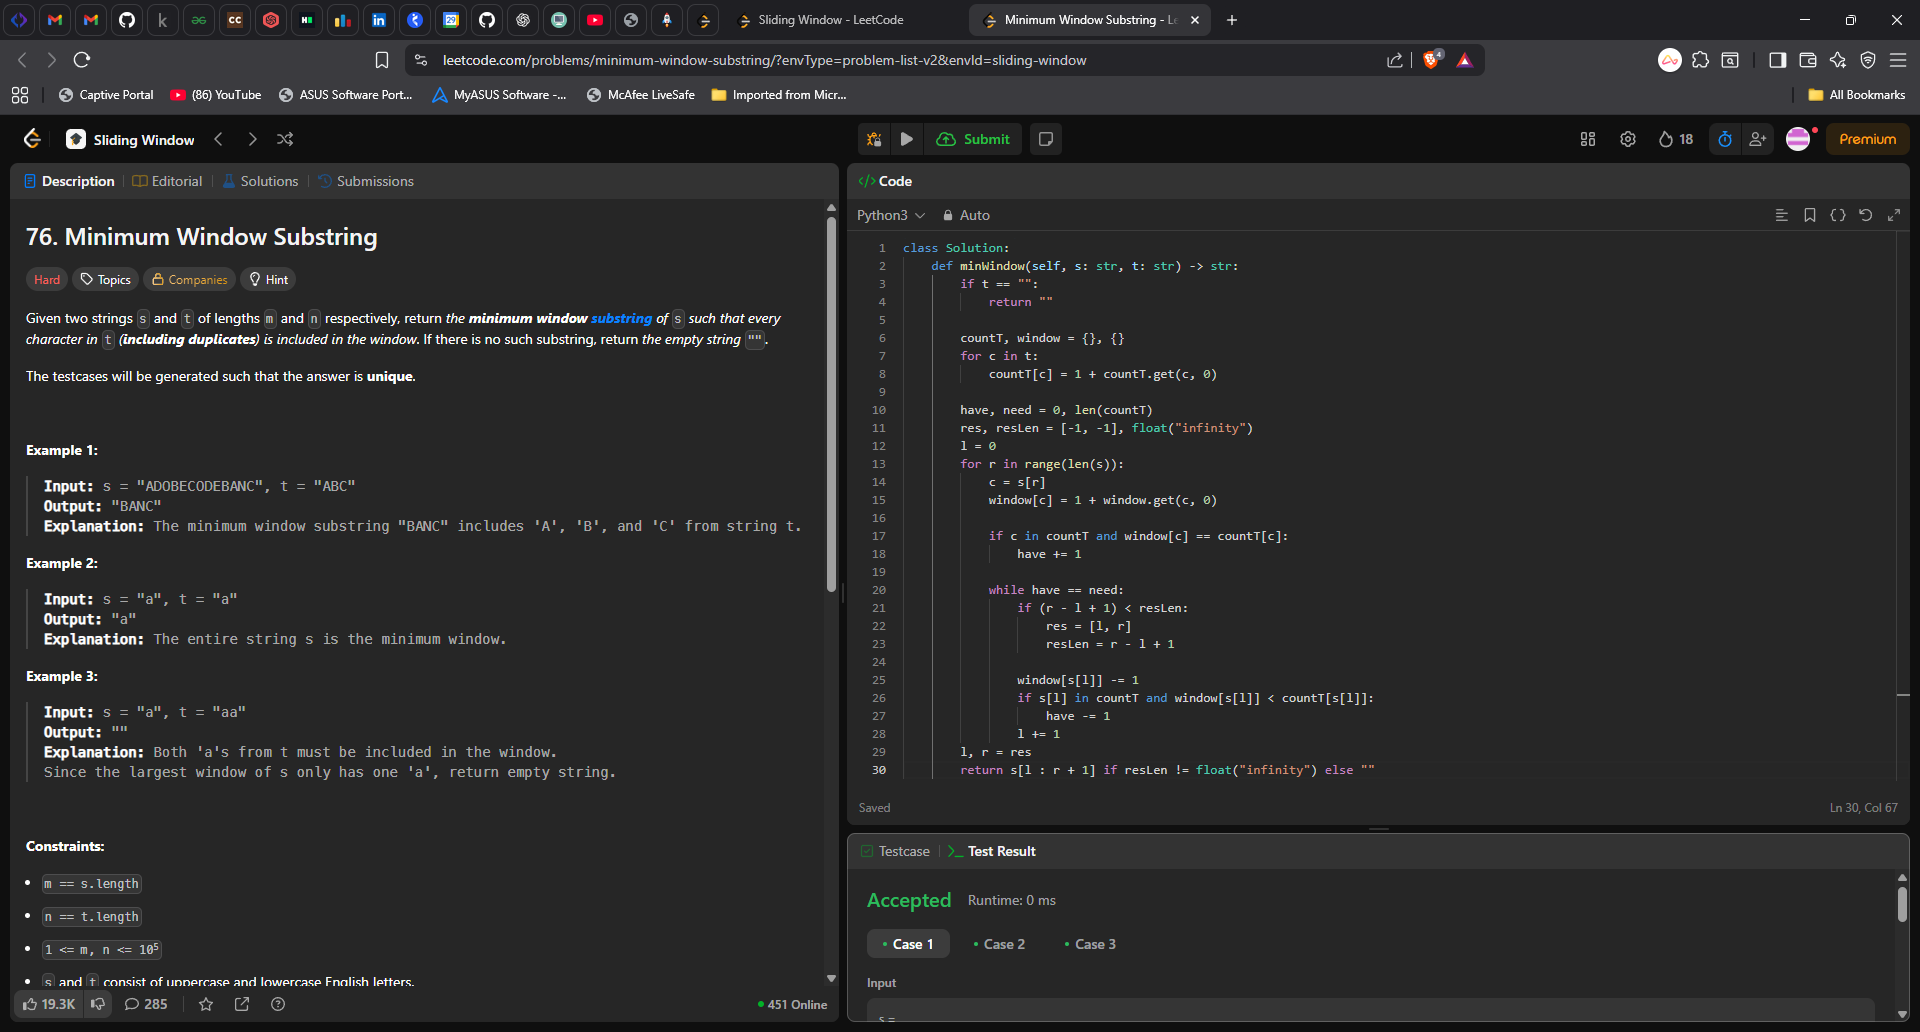 Sliding Window - LeetCode
Minimum Window Substring - Le
leetcode.com/problems/minimum-window-substring/?envType=problem-list-v2&envId=sliding-window
4
Captive Portal
(86) YouTube
ASUS Software Port...
MyASUS Software -...
McAfee LiveSafe
Imported from Micr...
All Bookmarks
Sliding Window
Submit
18
Premium
Description
Editorial
Solutions
Submissions
76. Minimum Window Substring
Hard
Topics
Companies
Hint
Given two strings s and t of lengths m and n respectively, return the minimum window substring of s such that every
character in t (including duplicates) is included in the window. If there is no such substring, return the empty string "".
The testcases will be generated such that the answer is unique.
Example 1:
Input: s = "ADOBECODEBANC", t = "ABC"
Output: "BANC"
Explanation: The minimum window substring "BANC" includes 'A', 'B', and 'C' from string t.
Example 2:
Input: s = "a", t = "a"
Output: "a"
Explanation: The entire string s is the minimum window.
Example 3:
Input: s = "a", t = "aa"
Output: ""
Explanation: Both 'a's from t must be included in the window.
Since the largest window of s only has one 'a', return empty string.
Constraints:
m == s.length
n == t.length
1 <= m, n <= 10⁵
s and t consist of uppercase and lowercase English letters.
19.3K
285
451 Online
</> Code
Python3
Auto
1 class Solution:
2     def minWindow(self, s: str, t: str) -> str:
3         if t == "":
4             return ""
5
6         countT, window = {}, {}
7         for c in t:
8             countT[c] = 1 + countT.get(c, 0)
9
10         have, need = 0, len(countT)
11         res, resLen = [-1, -1], float("infinity")
12         l = 0
13         for r in range(len(s)):
14             c = s[r]
15             window[c] = 1 + window.get(c, 0)
16
17             if c in countT and window[c] == countT[c]:
18                 have += 1
19
20             while have == need:
21                 if (r - l + 1) < resLen:
22                     res = [l, r]
23                     resLen = r - l + 1
24
25                 window[s[l]] -= 1
26                 if s[l] in countT and window[s[l]] < countT[s[l]]:
27                     have -= 1
28                 l += 1
29         l, r = res
30         return s[l : r + 1] if resLen != float("infinity") else ""
Saved
Ln 30, Col 67
Testcase
Test Result
Accepted
Runtime: 0 ms
Case 1
Case 2
Case 3
Input
s =